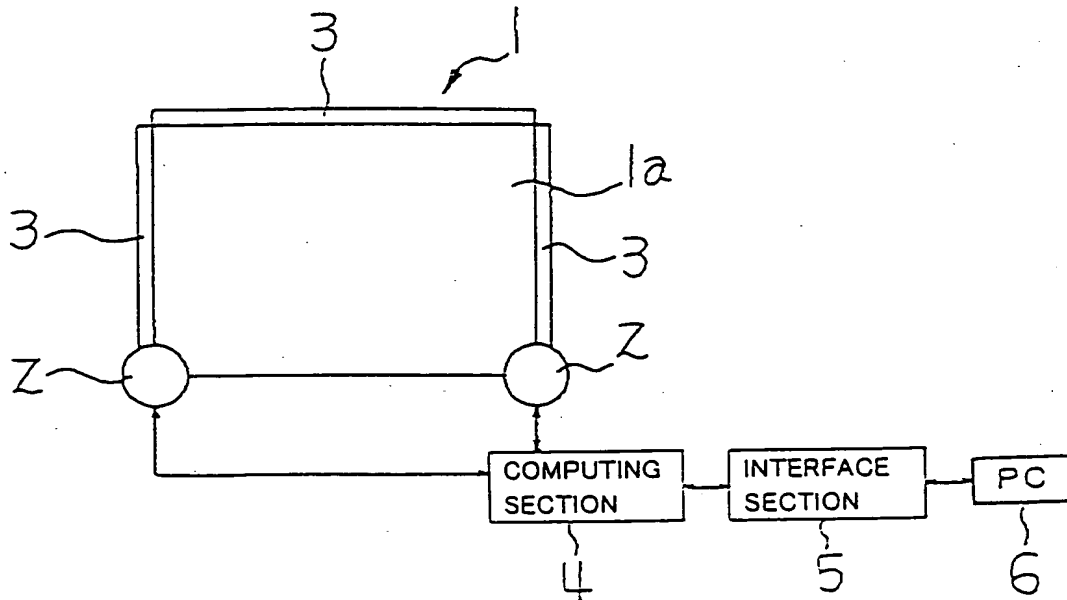 3
1
1a
3
3
2
2
COMPUTING
SECTION
INTERFACE
SECTION
PC
4
5
6